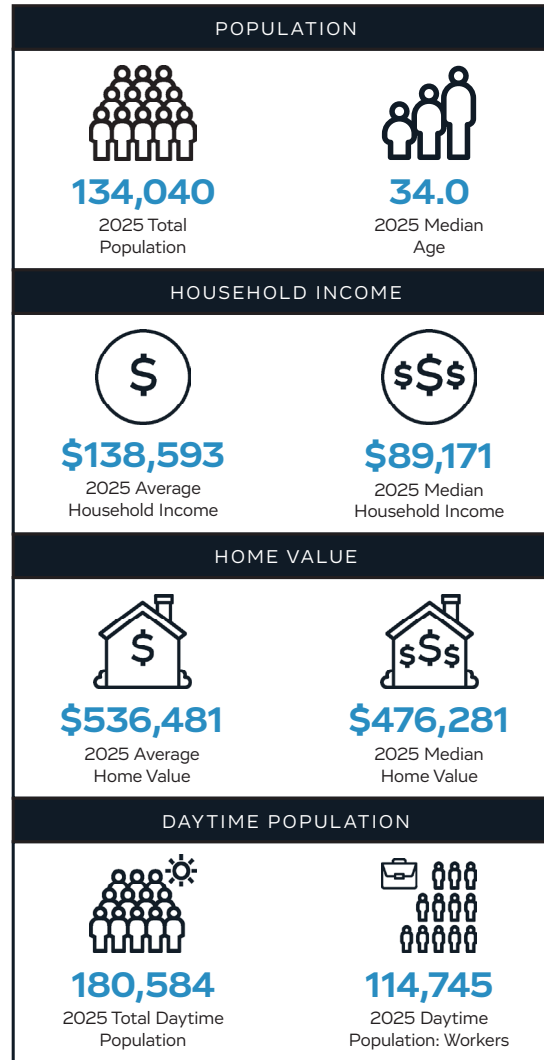 POPULATION
134,040
2025 Total
Population
34.0
2025 Median
Age
HOUSEHOLD INCOME
$
$138,593
2025 Average
Household Income
$$$
$89,171
2025 Median
Household Income
HOME VALUE
$
$536,481
2025 Average
Home Value
$$$
$476,281
2025 Median
Home Value
DAYTIME POPULATION
180,584
2025 Total Daytime
Population
114,745
2025 Daytime
Population: Workers